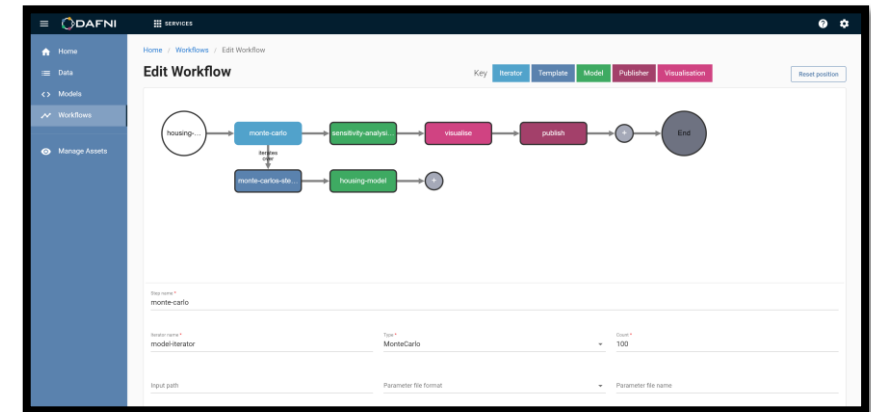 DAFNI
SERVICES
Home
Data
Models
Workflows
Manage Assets
Home / Workflows / Edit Workflow
Edit Workflow
Key Iterator Template Model Publisher Visualisation
Reset position
housing-...
monte-carlo
sensitivity-analysi...
visualise
publish
+
End
Iterates
over
monte-carloe-ste...
housing-model
+
Step name *
monte-carlo
Iterator name *
model-iterator
Type *
MonteCarlo
Count *
100
Input path
Parameter file format
Parameter file name